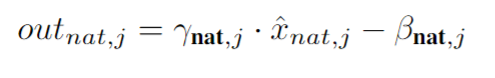 out_{nat,j} = γ_{nat,j} · x̂_{nat,j} − β_{nat,j}